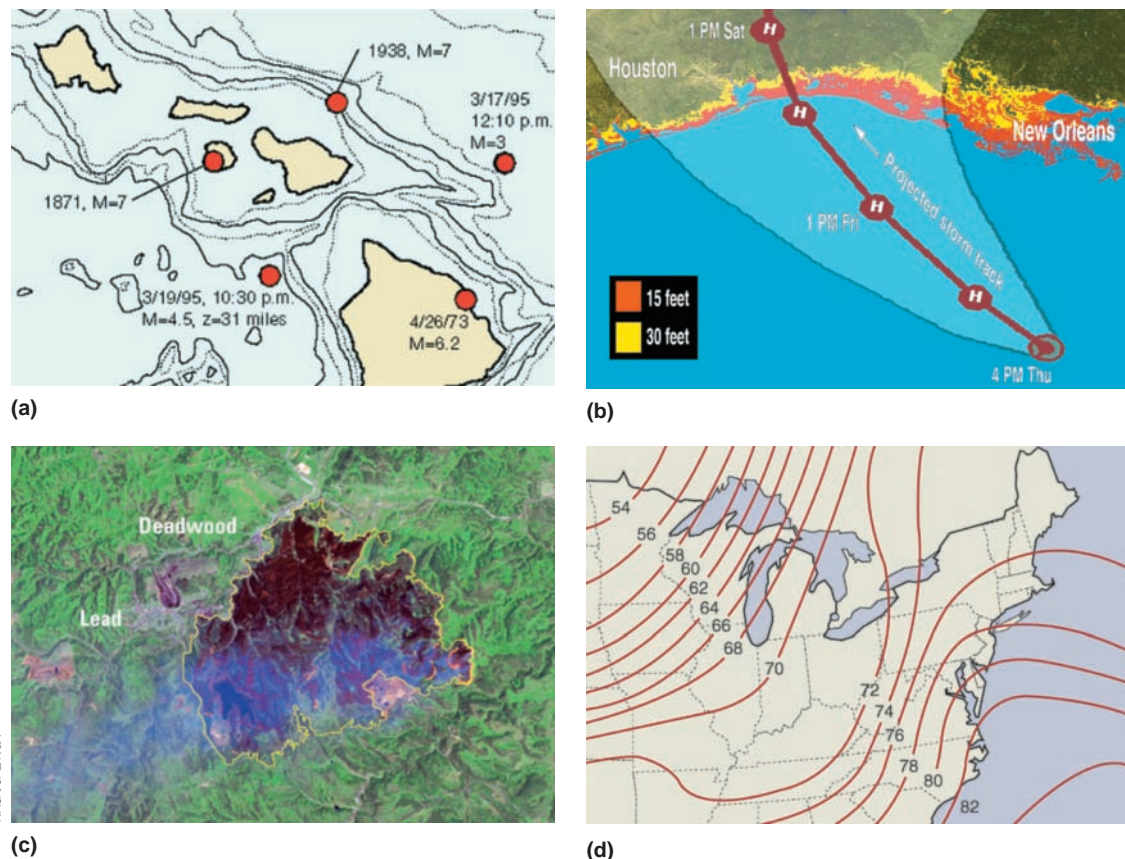 1938, M=7
3/17/95
12:10 p.m.
M=3
1871, M=7
3/19/95, 10:30 p.m.
M=4.5, z=31 miles
4/26/73
M=6.2
(a)
1 PM Sat
H
Houston
H
New Orleans
Projected storm track
H
1 PM Fri
H
15 feet
30 feet
4 PM Thu
(b)
Deadwood
Lead
(c)
54
56
58
60
62
64
66
68
70
72
74
76
78
80
82
(d)